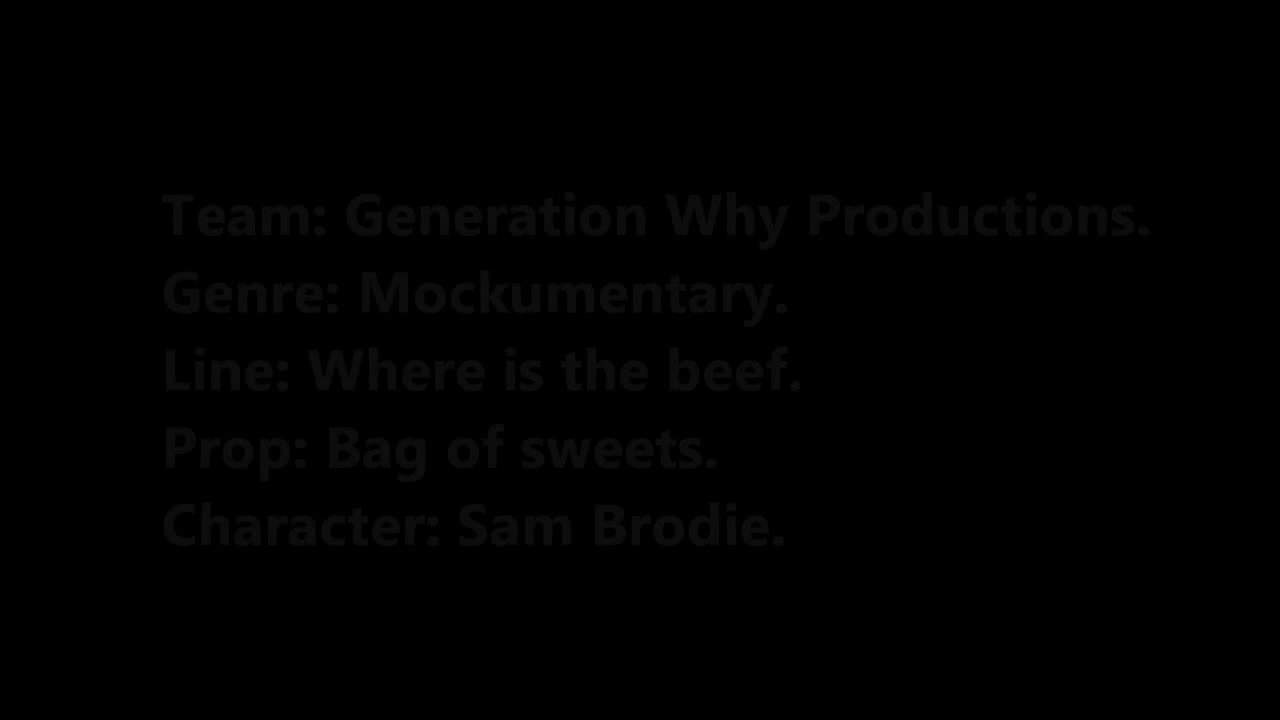 Team: Generation Why Productions.
Genre: Mockumentary.
Line: Where is the beef.
Prop: Bag of sweets.
Character: Sam Brodie.